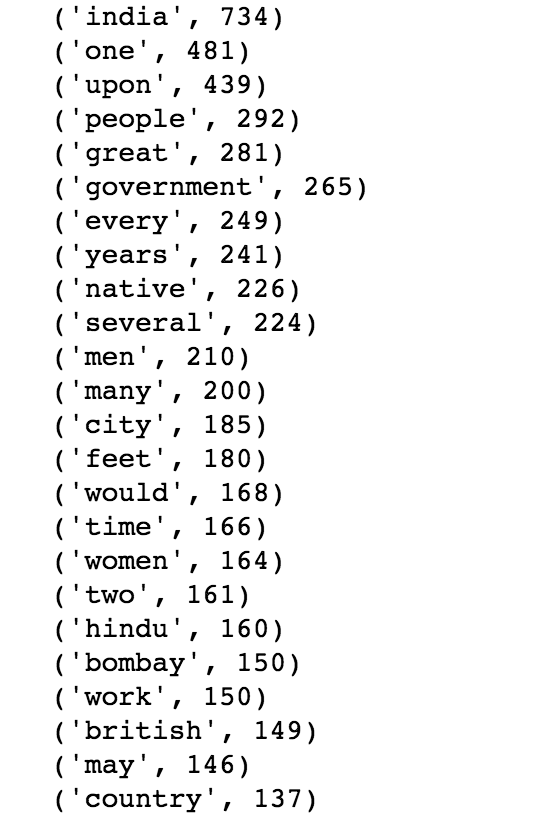 ('india', 734)
('one', 481)
('upon', 439)
('people', 292)
('great', 281)
('government', 265)
('every', 249)
('years', 241)
('native', 226)
('several', 224)
('men', 210)
('many', 200)
('city', 185)
('feet', 180)
('would', 168)
('time', 166)
('women', 164)
('two', 161)
('hindu', 160)
('bombay', 150)
('work', 150)
('british', 149)
('may', 146)
('country', 137)